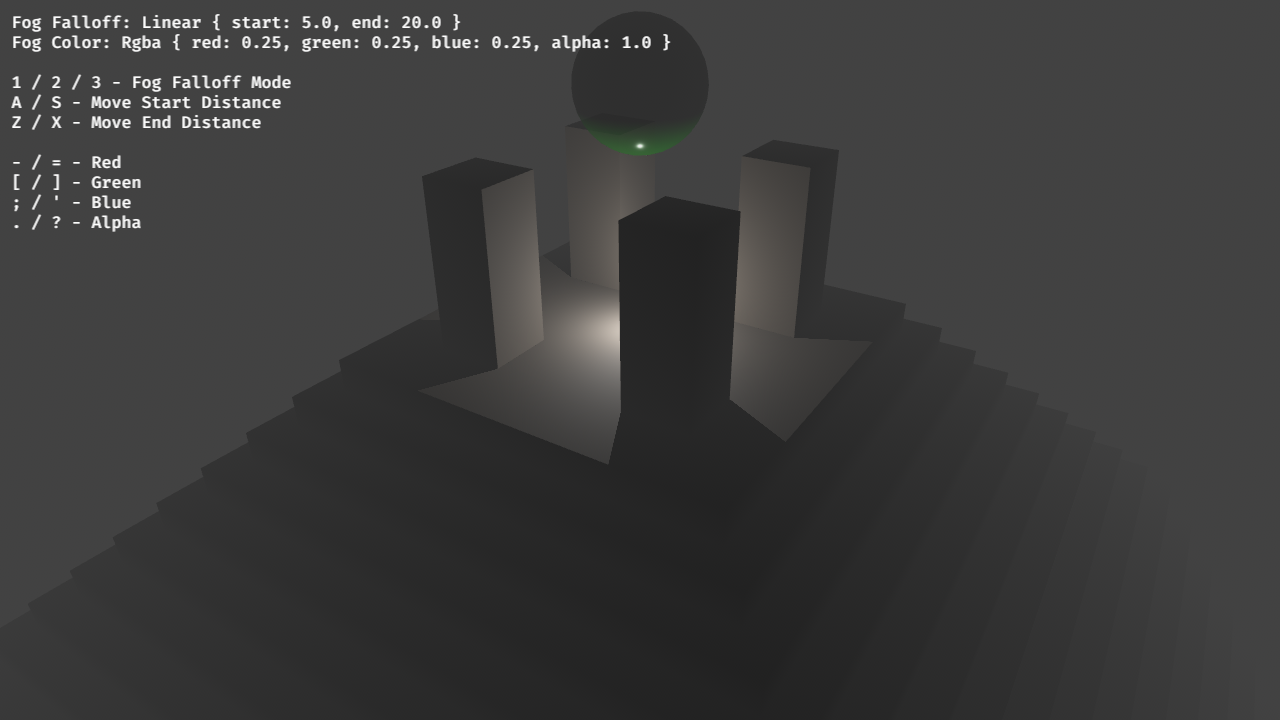 Fog Falloff: Linear { start: 5.0, end: 20.0 }
Fog Color: Rgba { red: 0.25, green: 0.25, blue: 0.25, alpha: 1.0 }
1 / 2 / 3 - Fog Falloff Mode
A / S - Move Start Distance
Z / X - Move End Distance
- / = - Red
[ / ] - Green
; / ' - Blue
. / ? - Alpha